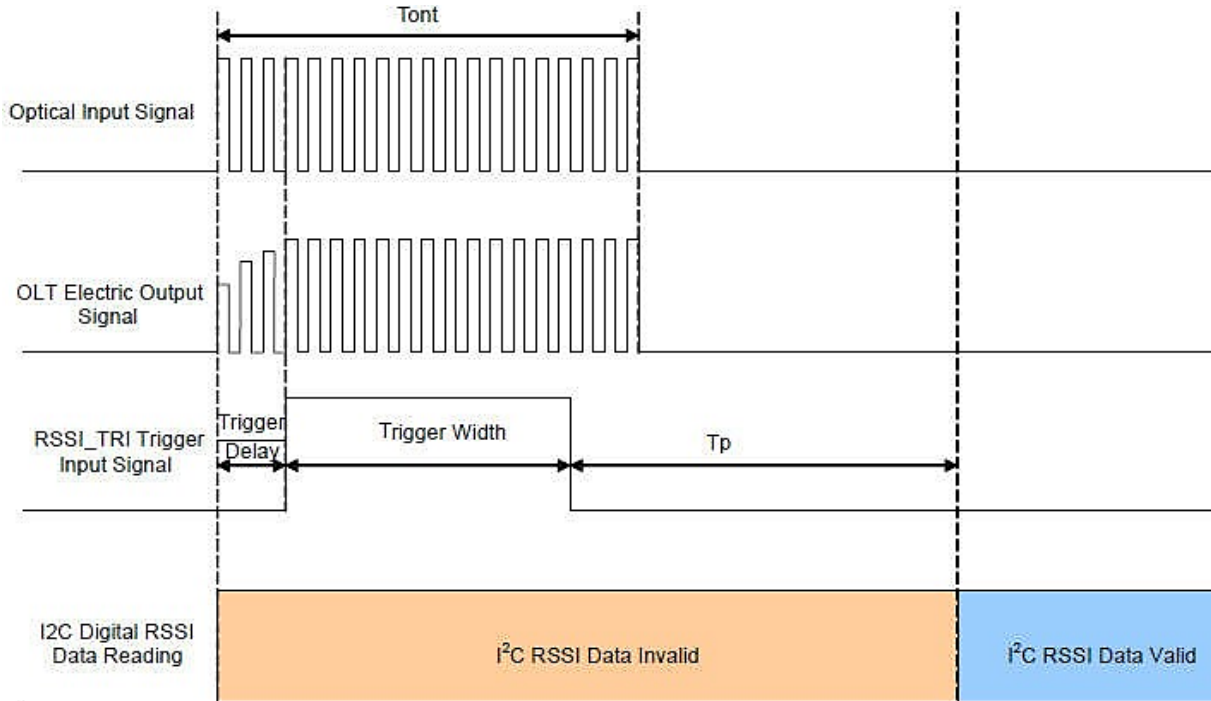 Tont
Optical Input Signal
OLT Electric Output
Signal
RSSI_TRI Trigger
Input Signal
Trigger
Delay
Trigger Width
Tp
I2C Digital RSSI
Data Reading
I²C RSSI Data Invalid
I²C RSSI Data Valid